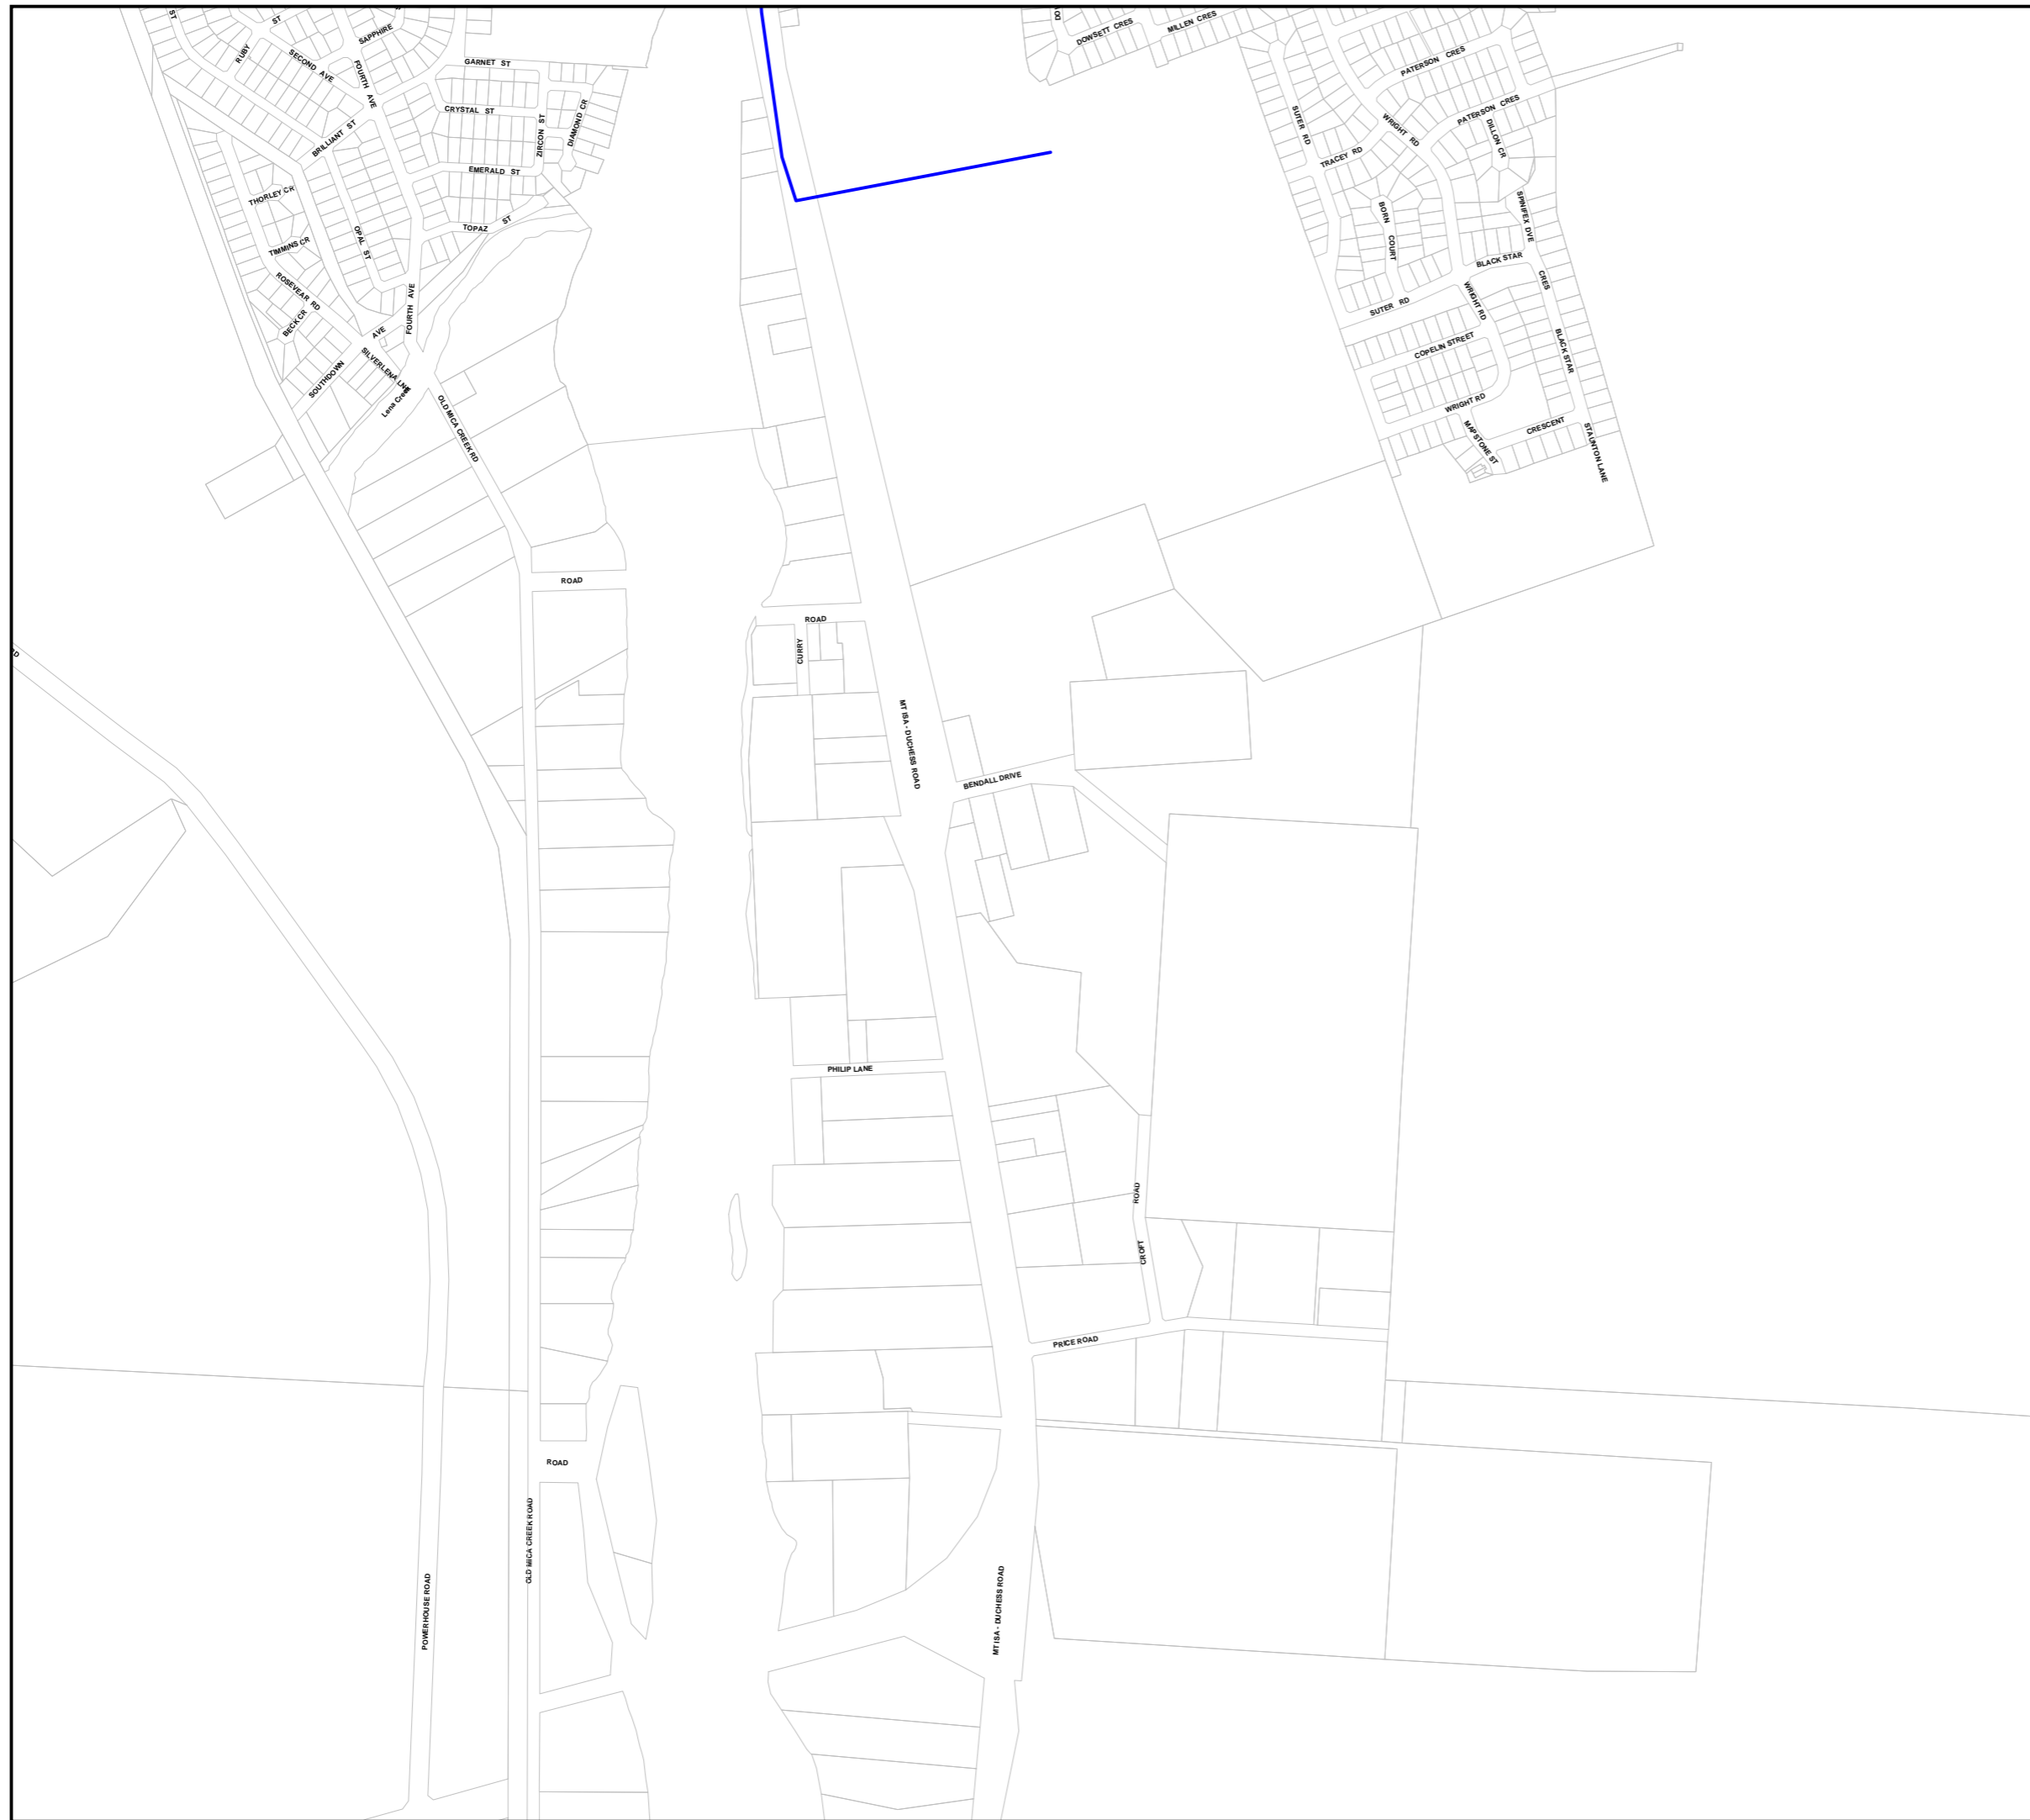 ST
ST
SAPPHIRE
RUBY
SECOND AVE
FOURTH AVE
GARNET ST
CRYSTAL ST
ZIRCON ST
DIAMOND CR
BRILLIANT ST
EMERALD ST
THORLEY CR
OPAL ST
TOPAZ ST
TIMMINS CR
ROSEVEAR RD
BECK CR
FOURTH AVE
SOUTHDOWN AVE
SILVERLENA LNE
Lena Creek
OLD MICA CREEK RD
DOWSETT CRES
MILLEN CRES
PATERSON CRES
PATERSON CRES
SUTER RD
WRIGHT RD
DILLON CR
TRACEY RD
BORN COURT
SPINIFEX DVE
BLACK STAR CRES
SUTER RD
WRIGHT RD
COPELIN STREET
BLACK STAR
WRIGHT RD
MAPSTONE ST
CRESCENT
STAUNTON LANE
ROAD
ROAD
CURRY
RD
MT ISA - DUCHESS ROAD
BENDALL DRIVE
PHILIP LANE
ROAD
CROFT
PRICE ROAD
ROAD
OLD MICA CREEK ROAD
POWERHOUSE ROAD
MT ISA - DUCHESS ROAD